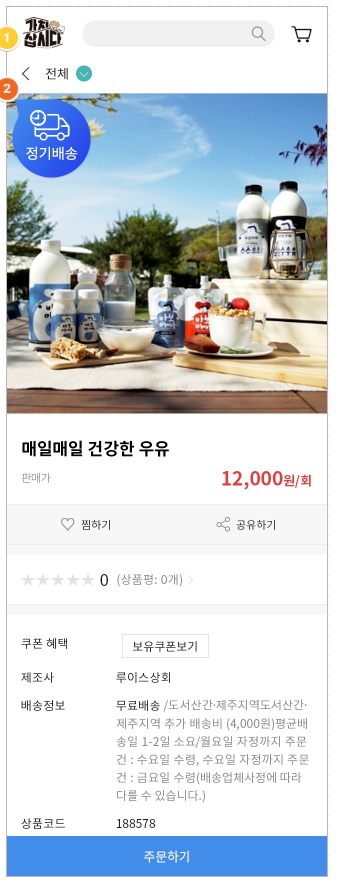 1
가치
삽시다
전체
2
정기배송
매일매일 건강한 우유
판매가
12,000원/회
찜하기
공유하기
0 (상품평: 0개)
쿠폰 혜택
보유쿠폰보기
제조사
루이스상회
배송정보
무료배송 /도서산간·제주지역도서산간·
제주지역 추가 배송비 (4,000원)평균배
송일 1-2일 소요/월요일 자정까지 주문
건 : 수요일 수령, 수요일 자정까지 주문
건 : 금요일 수령(배송업체사정에 따라
다를 수 있습니다.)
상품코드
188578
주문하기